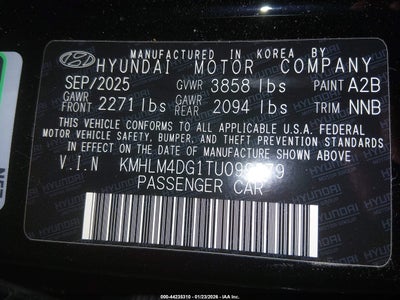 MANUFACTURED IN KOREA BY
HYUNDAI MOTOR COMPANY
SEP/2025 GVWR 3858 lbs PAINT A2B
GAWR FRONT 2271 lbs GAWR REAR 2094 lbs TRIM NNB
THIS VEHICLE CONFORMS TO ALL APPLICABLE U.S.A. FEDERAL
MOTOR VEHICLE SAFETY, BUMPER, AND THEFT PREVENTION STANDARDS
IN EFFECT ON THE DATE OF MANUFACTURE SHOWN ABOVE.
V.I.N
PASSENGER CAR
000-44235310 | 01/23/2026 - IAA Inc.